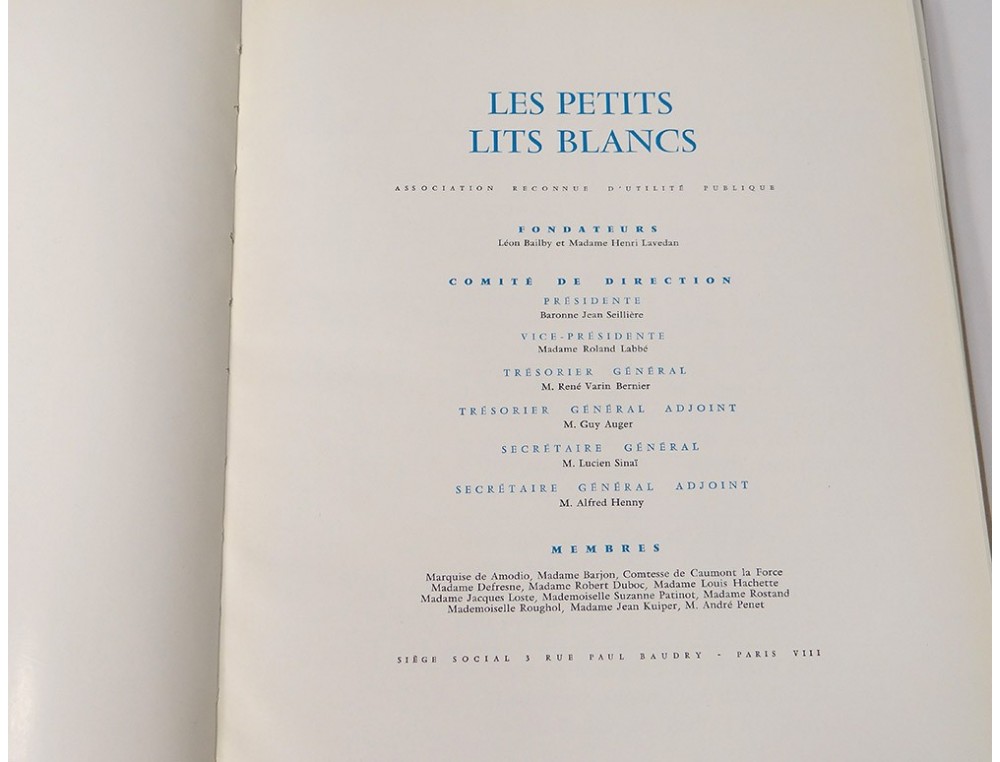 LES PETITS
LITS BLANCS
ASSOCIATION RECONNUE D'UTILITÉ PUBLIQUE
FONDATEURS
Léon Bailby et Madame Henri Lavedan
COMITÉ DE DIRECTION
PRÉSIDENTE
Baronne Jean Seillière
VICE-PRÉSIDENTE
Madame Roland Labbé
TRÉSORIER GÉNÉRAL
M. René Varin Bernier
TRÉSORIER GÉNÉRAL ADJOINT
M. Guy Auger
SECRÉTAIRE GÉNÉRAL
M. Lucien Sinaï
SECRÉTAIRE GÉNÉRAL ADJOINT
M. Alfred Henny
MEMBRES
Marquise de Amodio, Madame Barjon, Comtesse de Caumont la Force
Madame Defresne, Madame Robert Duboc, Madame Louis Hachette
Madame Jacques Loste, Mademoiselle Suzanne Patinot, Madame Rostand
Mademoiselle Roughol, Madame Jean Kuiper, M. André Penet
SIÈGE SOCIAL 3 RUE PAUL BAUDRY - PARIS VIII